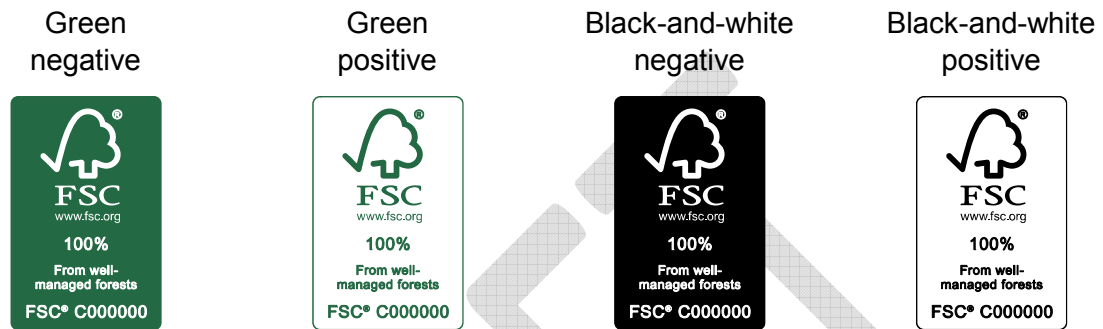 Green
negative
Green
positive
Black-and-white
negative
Black-and-white
positive
®
FSC
www.fsc.org
100%
From well-
managed forests
FSC® C000000
®
FSC
www.fsc.org
100%
From well-
managed forests
FSC® C000000
®
FSC
www.fsc.org
100%
From well-
managed forests
FSC® C000000
®
FSC
www.fsc.org
100%
From well-
managed forests
FSC® C000000